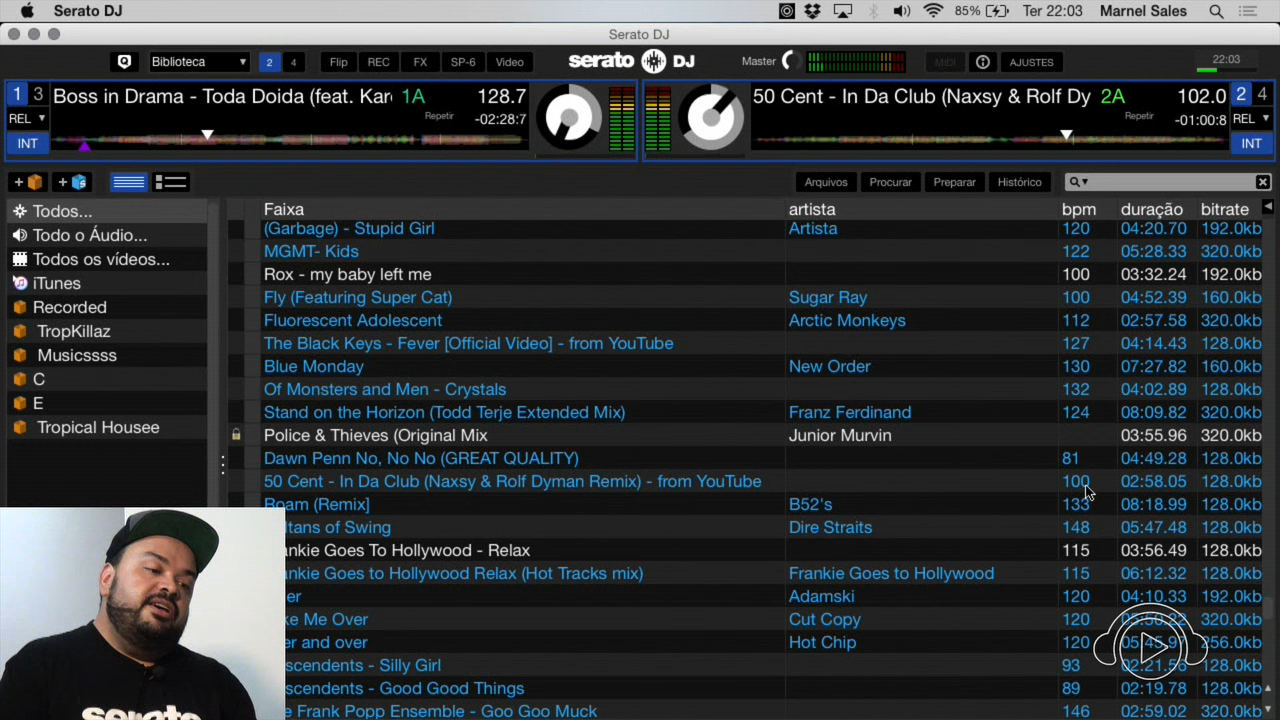 Serato DJ
85%
Ter 22:03
Marnel Sales
Serato DJ
Biblioteca
2
4
Flip
REC
FX
SP-6
Video
serato DJ
Master
MIDI
AJUSTES
22:03
1
3
Boss in Drama - Toda Doida (feat. Kar
1A
128.7
REL
Repetir
-02:28:7
INT
50 Cent - In Da Club (Naxsy & Rolf Dy
2A
102.0
2
4
Repetir
-01:00:8
REL
INT
Arquivos
Procurar
Preparar
Histórico
Todos...
Todo o Áudio...
Todos os vídeos...
iTunes
Recorded
TropKillaz
Musicssss
C
E
Tropical Housee
Faixa artista bpm duração bitrate
(Garbage) - Stupid Girl Artista 120 04:20.70 192.0kb
MGMT- Kids 122 05:28.33 320.0kb
Rox - my baby left me 100 03:32.24 192.0kb
Fly (Featuring Super Cat) Sugar Ray 100 04:52.39 160.0kb
Fluorescent Adolescent Arctic Monkeys 112 02:57.58 320.0kb
The Black Keys - Fever [Official Video] - from YouTube 127 04:14.43 128.0kb
Blue Monday New Order 130 07:27.82 160.0kb
Of Monsters and Men - Crystals 132 04:02.89 128.0kb
Stand on the Horizon (Todd Terje Extended Mix) Franz Ferdinand 124 08:09.82 320.0kb
Police & Thieves (Original Mix Junior Murvin 03:55.96 320.0kb
Dawn Penn No, No No (GREAT QUALITY) 81 04:49.28 128.0kb
50 Cent - In Da Club (Naxsy & Rolf Dyman Remix) - from YouTube 100 02:58.05 128.0kb
Roam (Remix] B52's 133 08:18.99 320.0kb
ltans of Swing Dire Straits 148 05:47.48 128.0kb
ankie Goes To Hollywood - Relax 115 03:56.49 128.0kb
ankie Goes to Hollywood Relax (Hot Tracks mix) Frankie Goes to Hollywood 115 06:12.32 128.0kb
er Adamski 120 04:10.33 192.0kb
ke Me Over Cut Copy 120 320.0kb
er and over Hot Chip 120 05:45.97 256.0kb
scendents - Silly Girl 93 02:21.56 128.0kb
scendents - Good Good Things 89 02:19.78 128.0kb
e Frank Popp Ensemble - Goo Goo Muck 146 02:59.02 320.0kb
serato